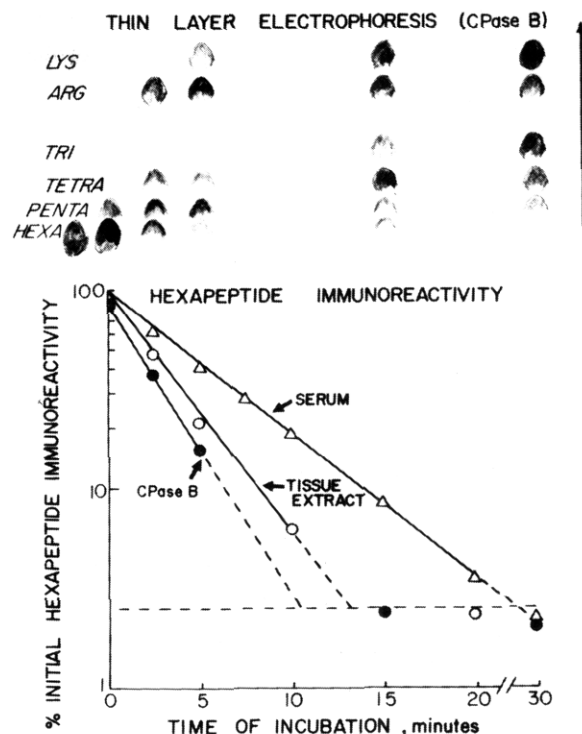 THIN LAYER ELECTROPHORESIS (CPase B)
LYS
ARG
TRI
TETRA
PENTA
HEXA
HEXAPEPTIDE IMMUNOREACTIVITY
% INITIAL HEXAPEPTIDE IMMUNOREACTIVITY
100
10
1
SERUM
TISSUE
EXTRACT
CPase B
0 5 10 15 20 30
TIME OF INCUBATION, minutes